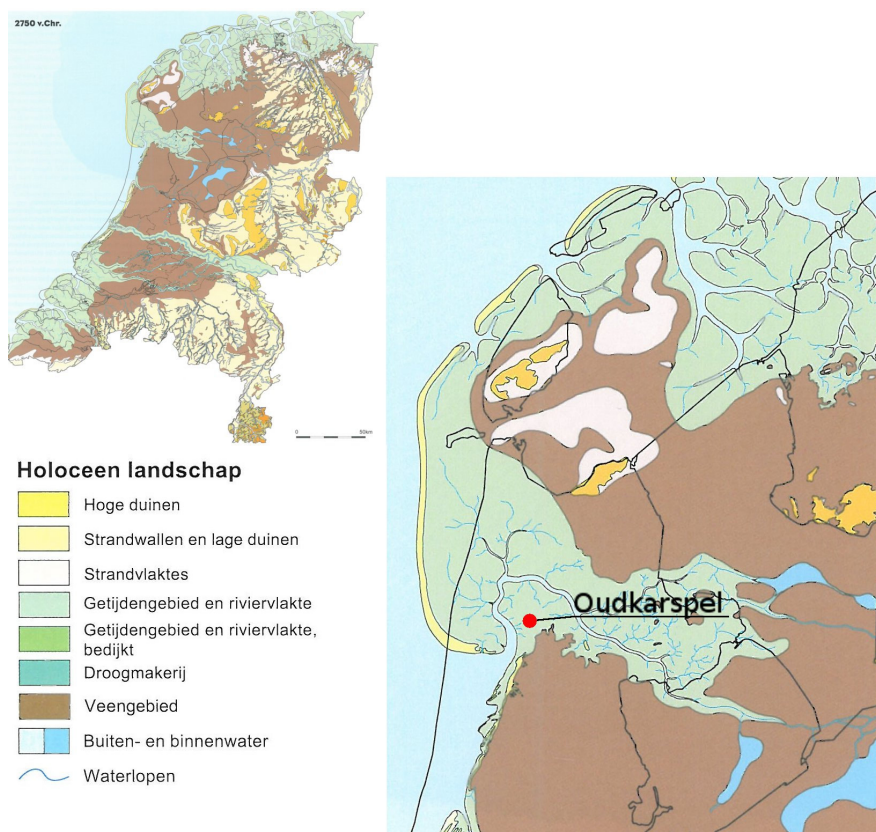 2750 v.Chr.
0 50km
Holoceen landschap
Hoge duinen
Strandwallen en lage duinen
Strandvlaktes
Getijdengebied en riviervlakte
Getijdengebied en riviervlakte,
bedijkt
Droogmakerij
Veengebied
Buiten- en binnenwater
Waterlopen
Oudkarspel